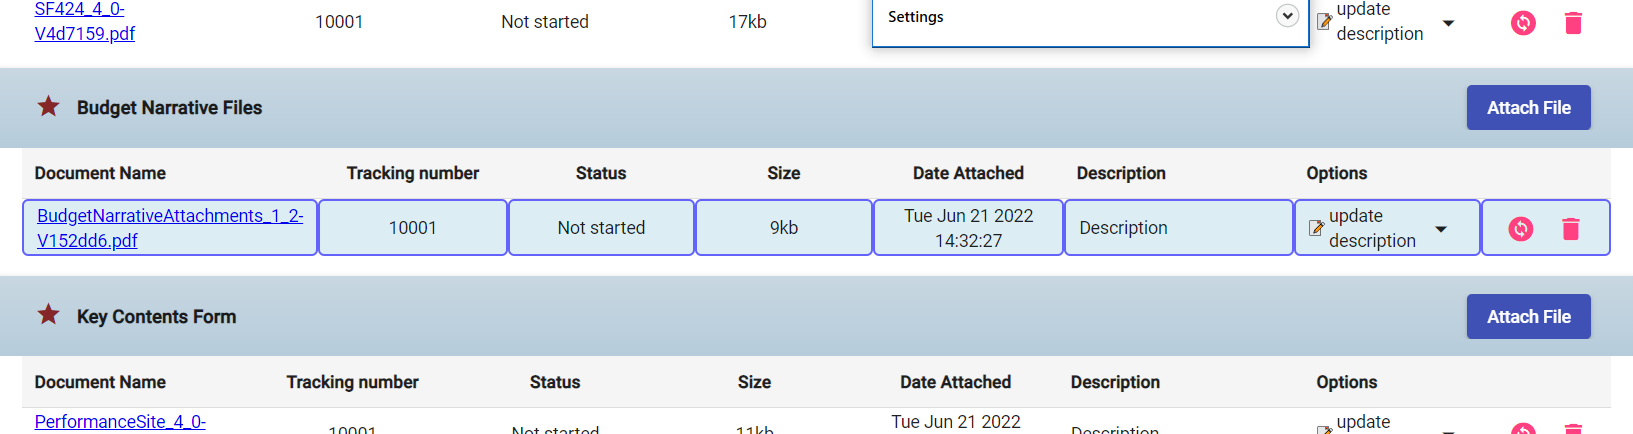 SF424_4_0-
V4d7159.pdf
10001
Not started
17kb
Settings
update
description
Budget Narrative Files
Attach File
Document Name
Tracking number
Status
Size
Date Attached
Description
Options
BudgetNarrativeAttachments_1_2-
V152dd6.pdf
10001
Not started
9kb
Tue Jun 21 2022
14:32:27
Description
update
description
Key Contents Form
Attach File
Document Name
Tracking number
Status
Size
Date Attached
Description
Options
PerformanceSite_4_0-
10001
Not started
11kb
Tue Jun 21 2022
Description
update